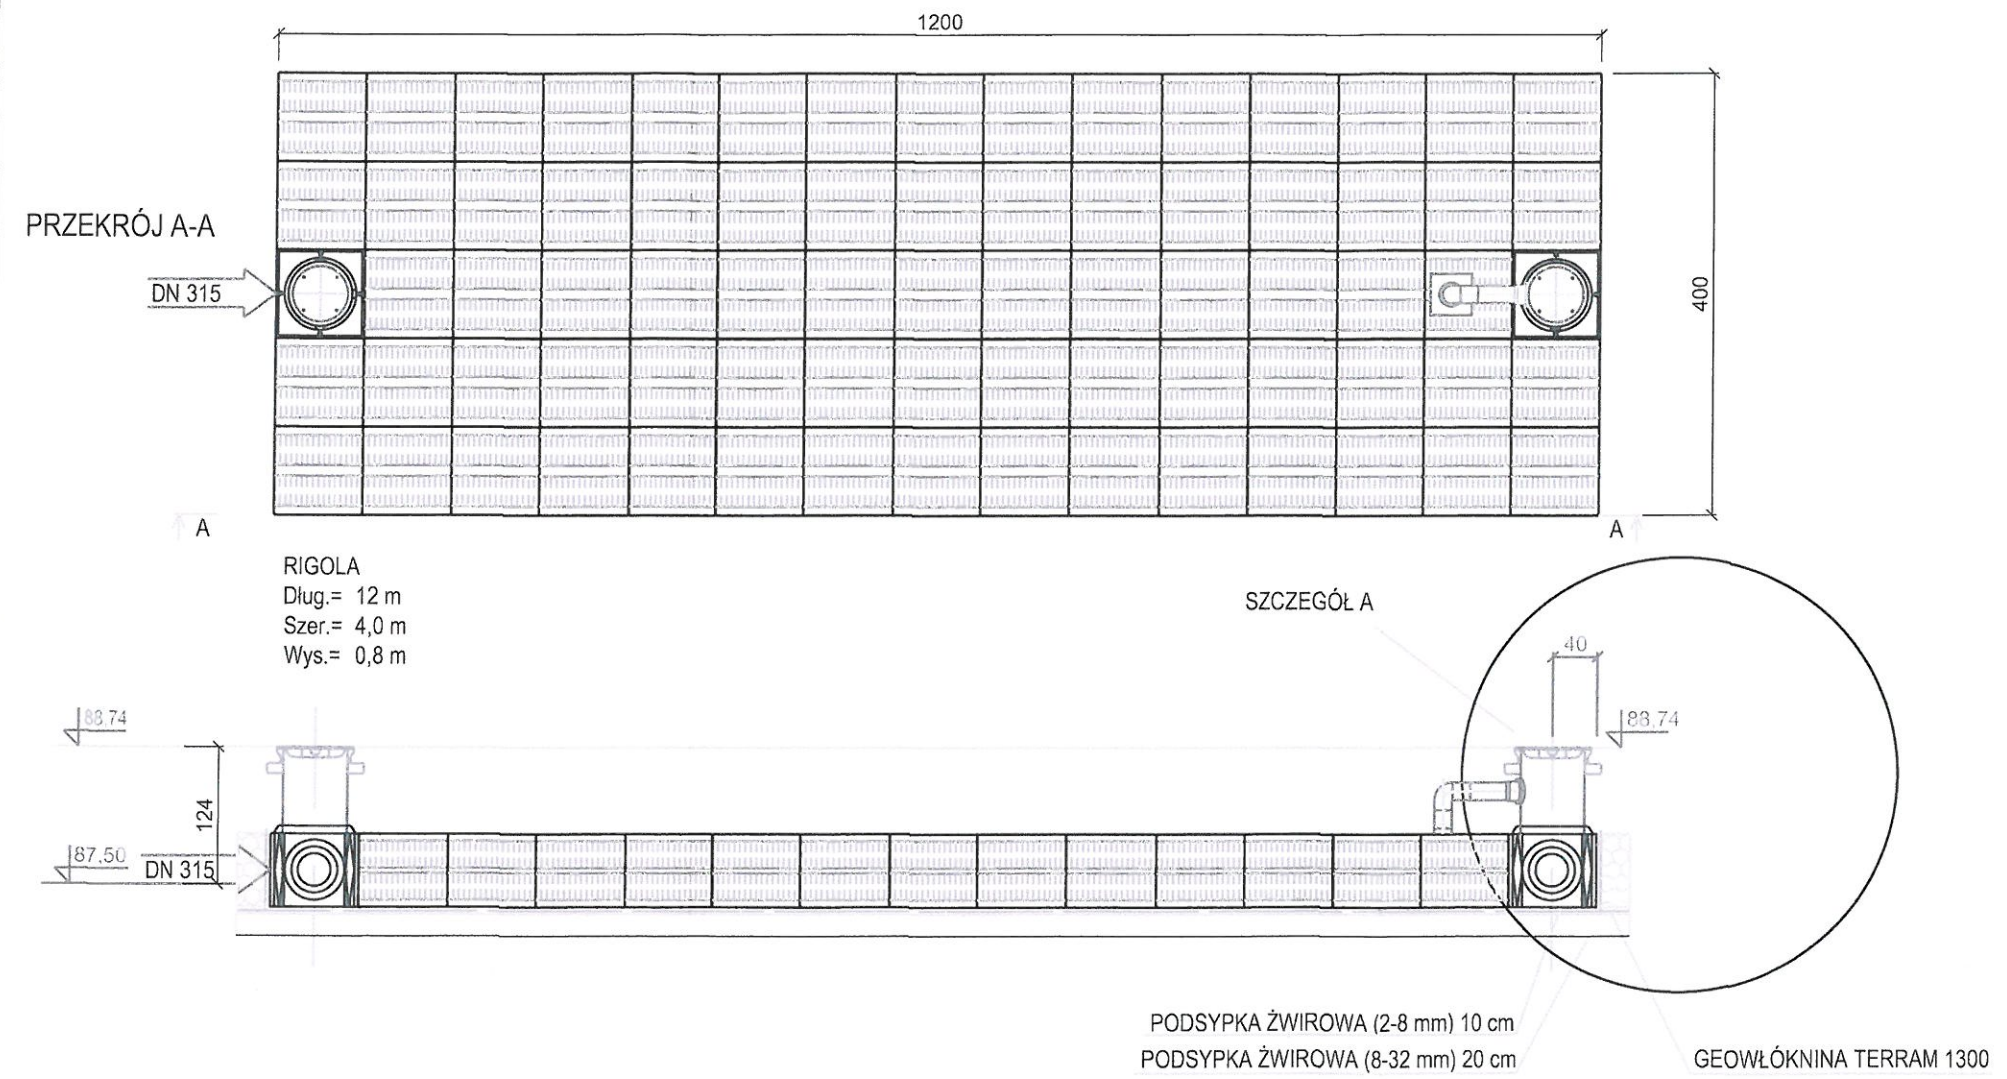 1200
PRZEKRÓJ A-A
DN 315
400
A
A
RIGOLA
Dług.= 12 m
Szer.= 4,0 m
Wys.= 0,8 m
SZCZEGÓŁ A
40
88,74
88,74
124
87,50
DN 315
PODSYPKA ŻWIROWA (2-8 mm) 10 cm
PODSYPKA ŻWIROWA (8-32 mm) 20 cm
GEOWŁÓKNINA TERRAM 1300